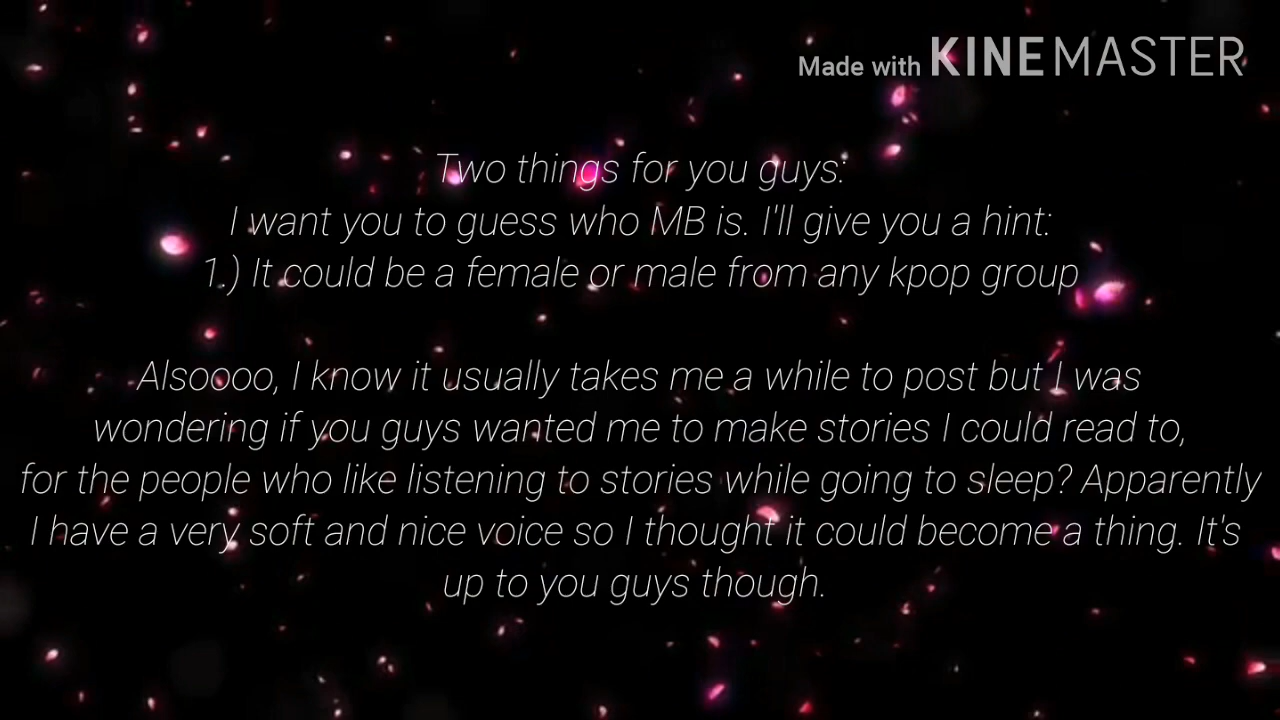 Made with KINEMASTER
Two things for you guys:
I want you to guess who MB is. I'll give you a hint:
1.) It could be a female or male from any kpop group
Alsoooo, I know it usually takes me a while to post but I was
wondering if you guys wanted me to make stories I could read to,
for the people who like listening to stories while going to sleep? Apparently
I have a very soft and nice voice so I thought it could become a thing. It's
up to you guys though.